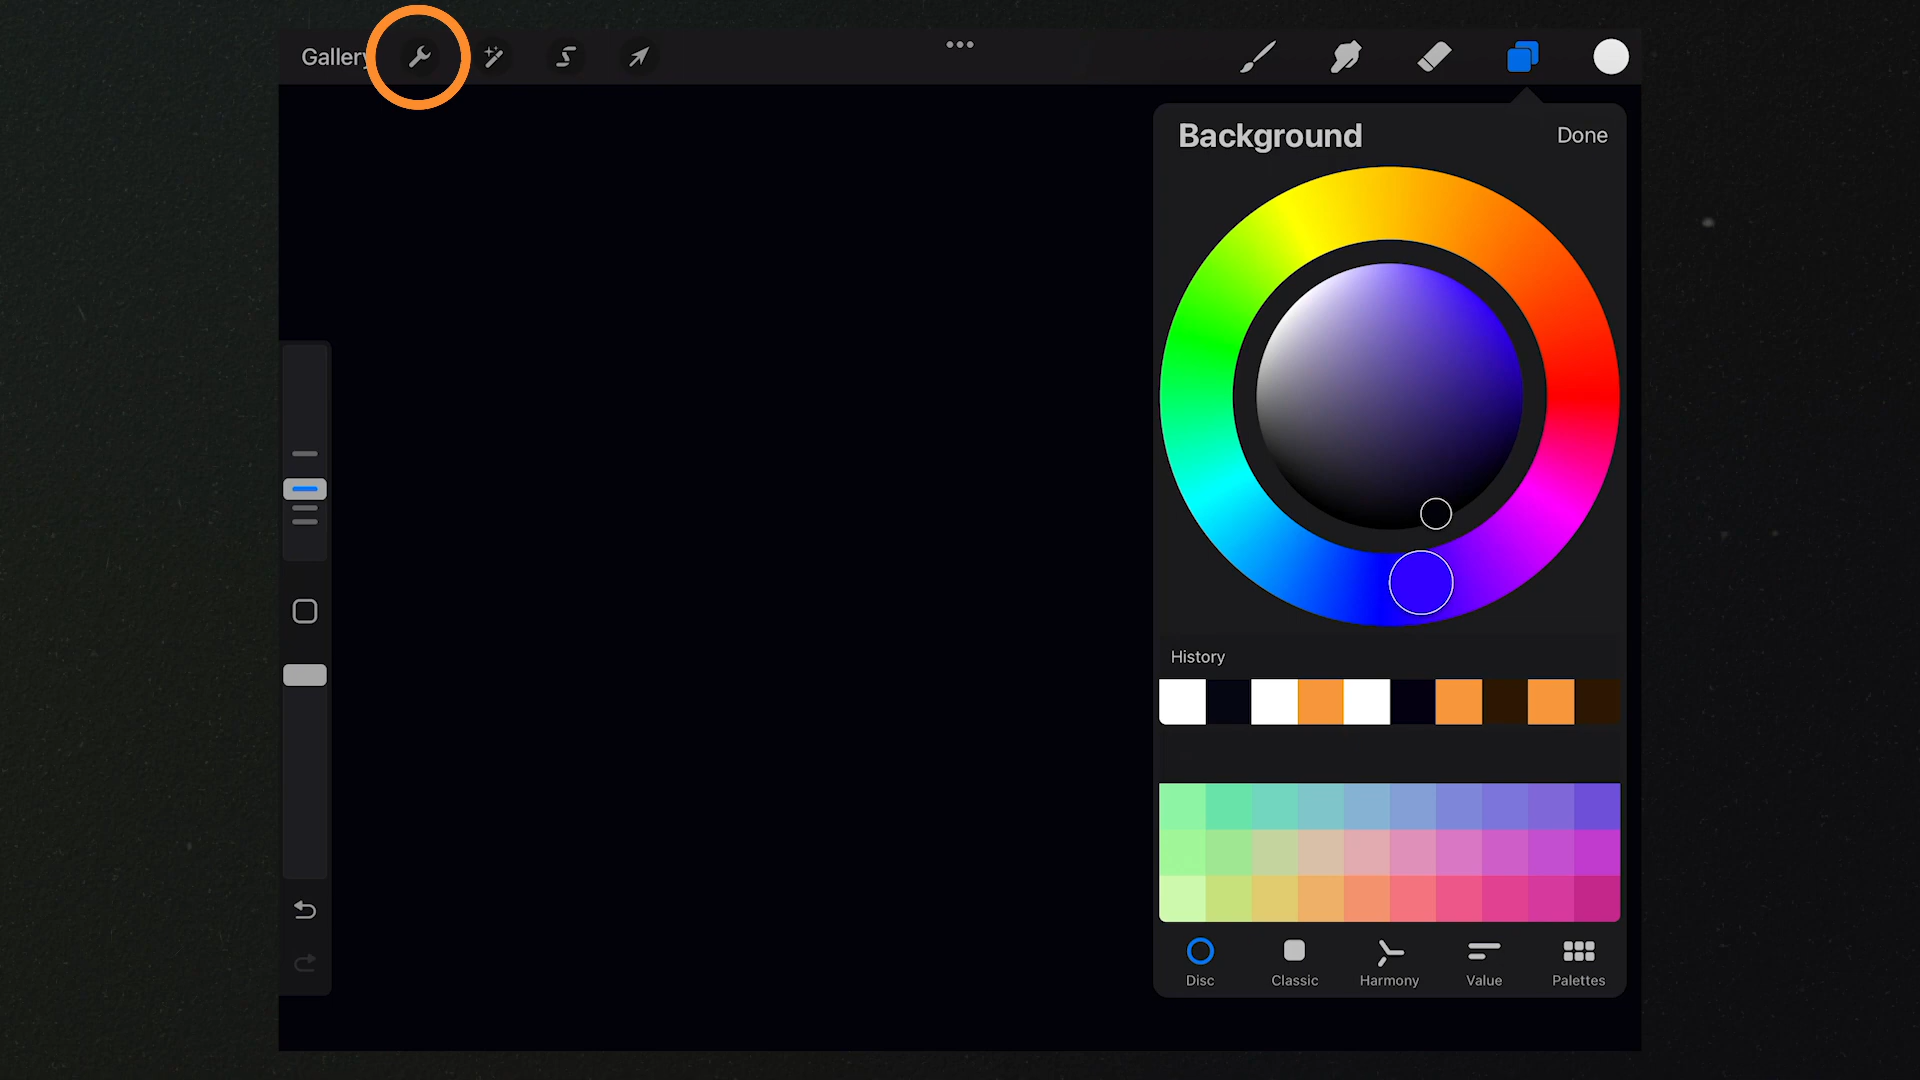 Gallery
Background
Done
History
Disc
Classic
Harmony
Value
Palettes